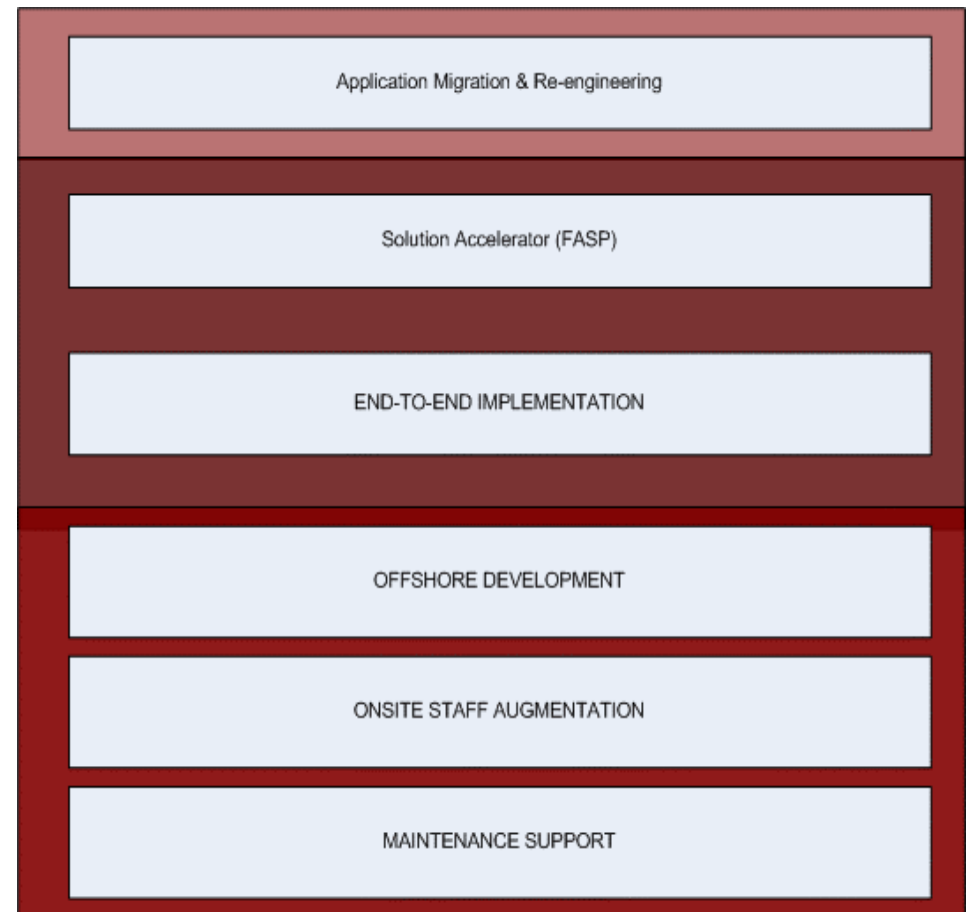 Application Migration & Re-engineering
Solution Accelerator (FASP)
END-TO-END IMPLEMENTATION
OFFSHORE DEVELOPMENT
ONSITE STAFF AUGMENTATION
MAINTENANCE SUPPORT